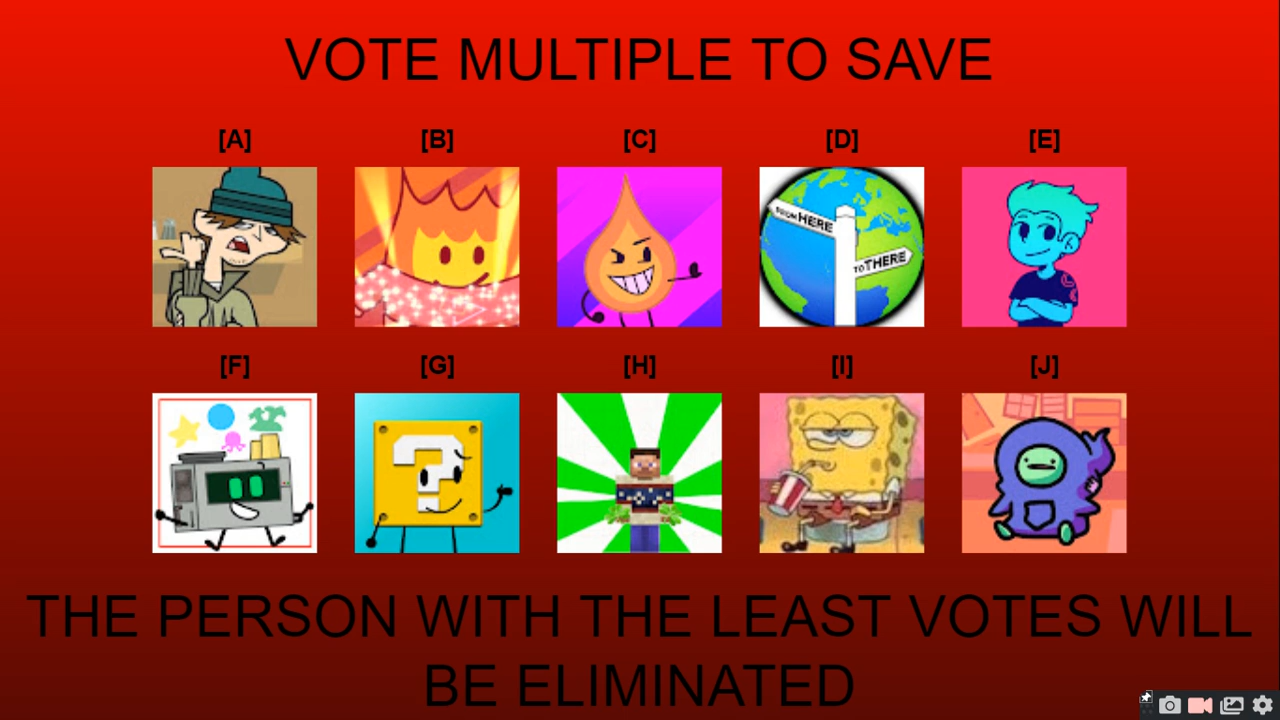 VOTE MULTIPLE TO SAVE
[A] [B] [C] [D] [E]
FROM HERE
TO THERE
[F] [G] [H] [I] [J]
?
THE PERSON WITH THE LEAST VOTES WILL
BE ELIMINATED